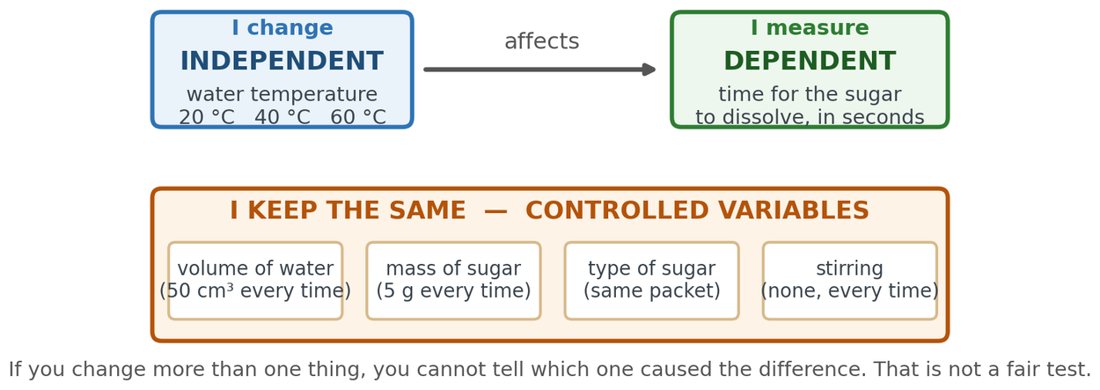 I change
INDEPENDENT
water temperature
20 °C   40 °C   60 °C
affects
I measure
DEPENDENT
time for the sugar
to dissolve, in seconds
I KEEP THE SAME — CONTROLLED VARIABLES
volume of water
(50 cm³ every time)
mass of sugar
(5 g every time)
type of sugar
(same packet)
stirring
(none, every time)
If you change more than one thing, you cannot tell which one caused the difference. That is not a fair test.